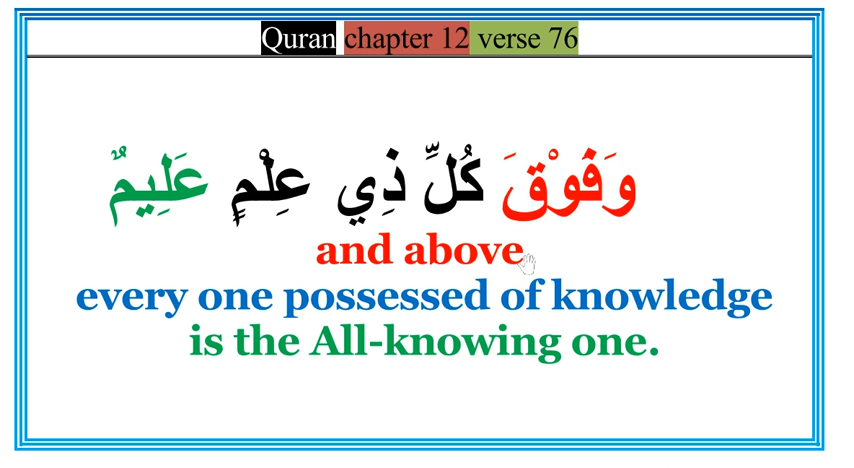 Quran chapter 12 verse 76
وَفَوْقَ كُلِّ ذِي عِلْمٍ عَلِيمٌ
and above
every one possessed of knowledge
is the All-knowing one.